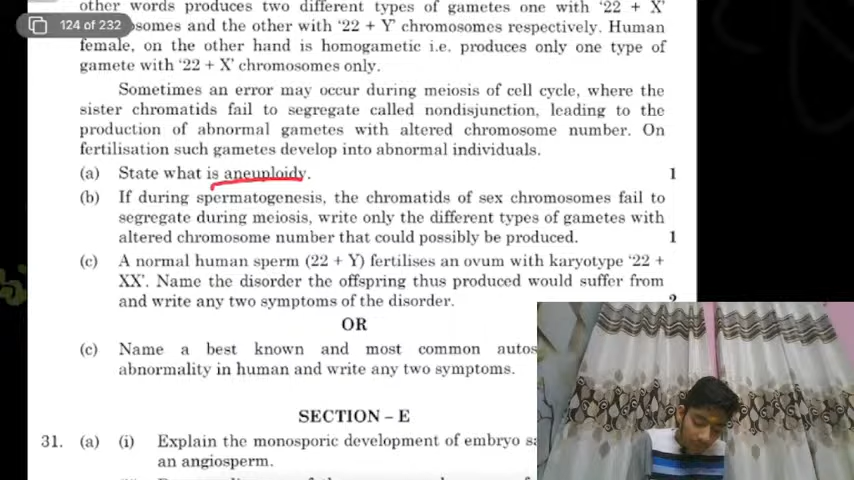 other words produces two different types of gametes one with '22 + X'
124 of 232
somes and the other with '22 + Y' chromosomes respectively. Human
female, on the other hand is homogametic i.e. produces only one type of
gamete with '22 + X' chromosomes only.
Sometimes an error may occur during meiosis of cell cycle, where the
sister chromatids fail to segregate called nondisjunction, leading to the
production of abnormal gametes with altered chromosome number. On
fertilisation such gametes develop into abnormal individuals.
(a) State what is aneuploidy. 1
(b) If during spermatogenesis, the chromatids of sex chromosomes fail to
segregate during meiosis, write only the different types of gametes with
altered chromosome number that could possibly be produced. 1
(c) A normal human sperm (22 + Y) fertilises an ovum with karyotype '22 +
XX'. Name the disorder the offspring thus produced would suffer from
and write any two symptoms of the disorder. 2
OR
(c) Name a best known and most common autos
abnormality in human and write any two symptoms.
SECTION – E
31. (a) (i) Explain the monosporic development of embryo s
an angiosperm.